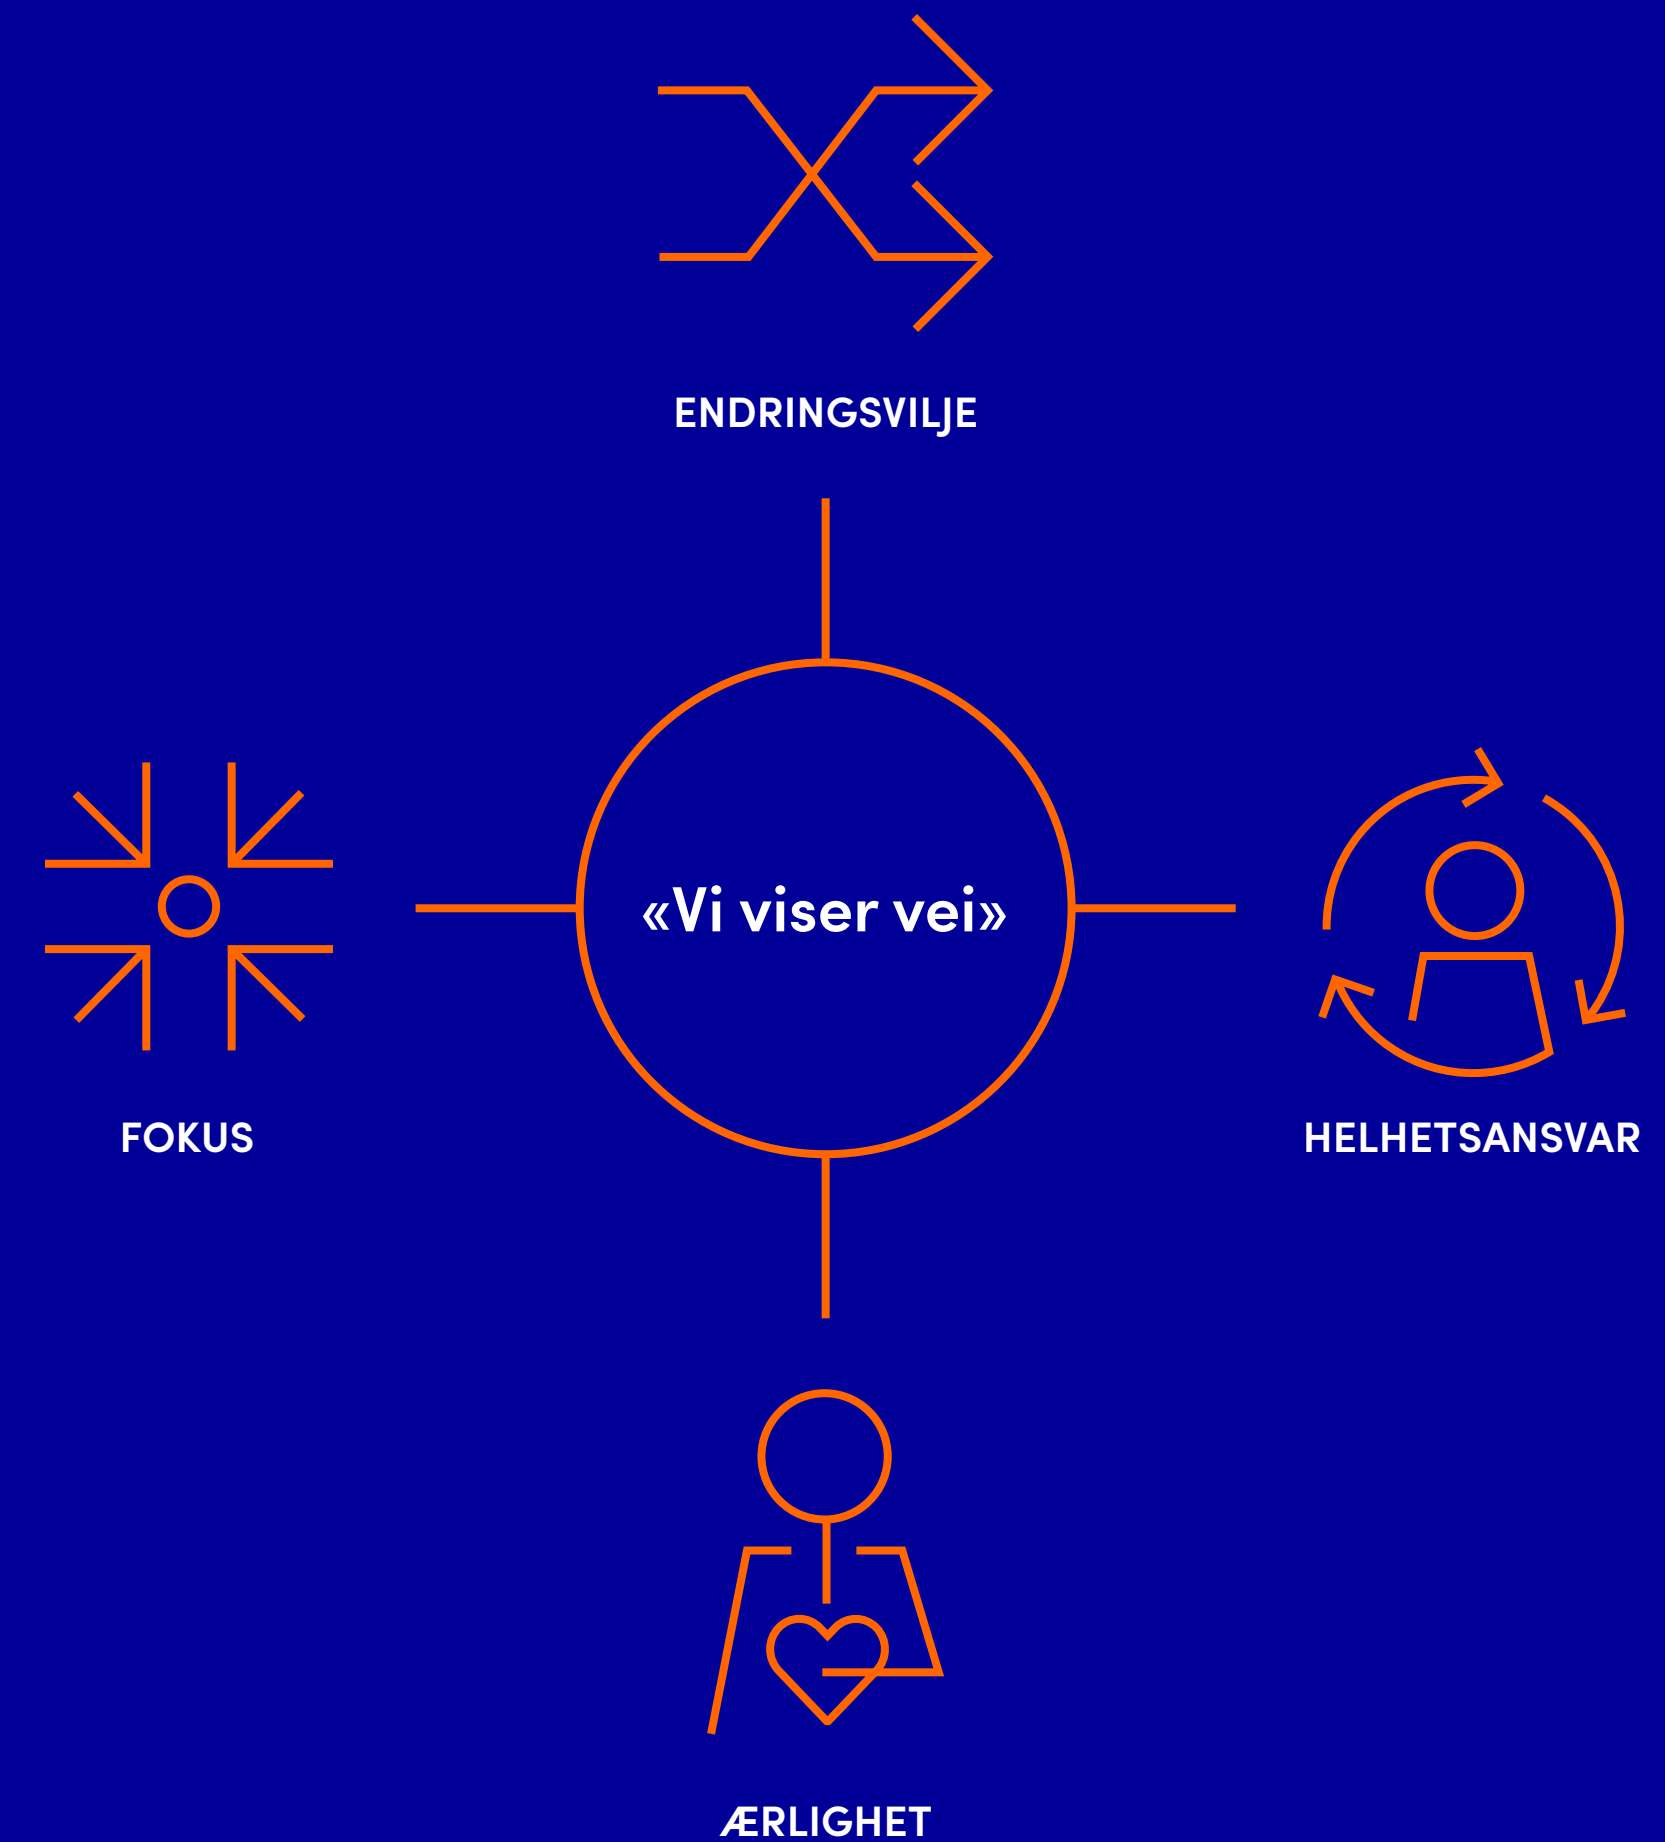 ENDRINGSVILJE
«Vi viser vei»
FOKUS
HELHETSANSVAR
ÆRLIGHET